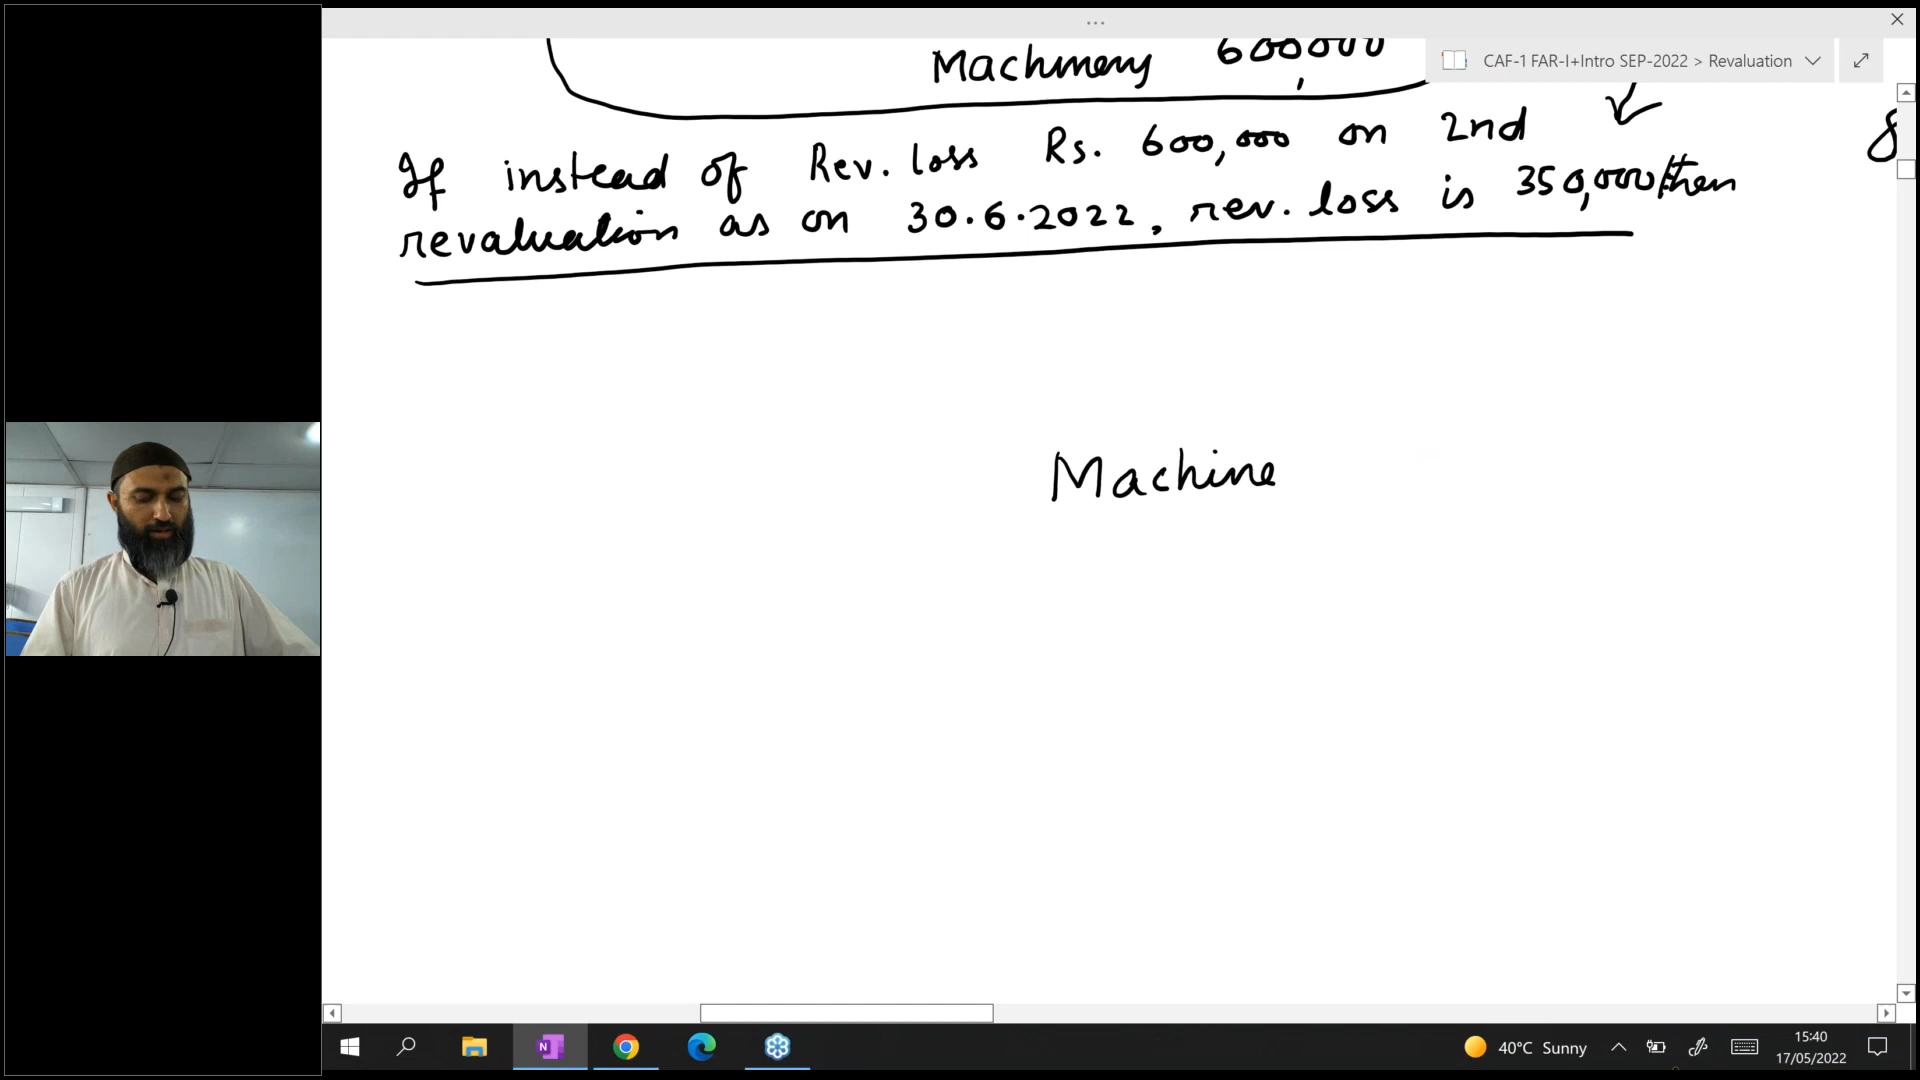 CAF-1 FAR-I+Intro SEP-2022 > Revaluation
Machinery 600,000
If instead of Rev. loss Rs. 600,000 on 2nd
revaluation as on 30.6.2022, rev. loss is 350,000/then
Machine
40°C Sunny
15:40
17/05/2022